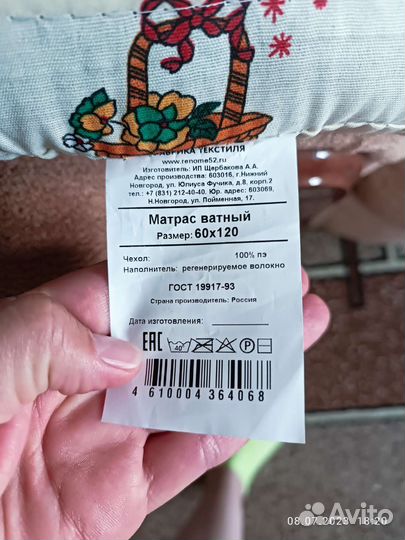 ФАБРИКА ТЕКСТИЛЯ
www.renome52.ru
Изготовитель: ИП Щербакова А.А.
Адрес производства: 603016, г.Нижний
Новгород, ул. Юлиуса Фучика, д.8, корп.2
тел: +7 (831) 212-40-40, Юр. адрес: 603069,
Н.Новгород, ул. Пойменная, 17.
Матрас ватный
Размер: 60х120
Чехол: 100% пэ
Наполнитель: регенерируемое волокно
ГОСТ 19917-93
Страна производитель: Россия
Дата изготовления:
EAC 40 P
4 610004 364068
Avito
08.07.2023 18:20